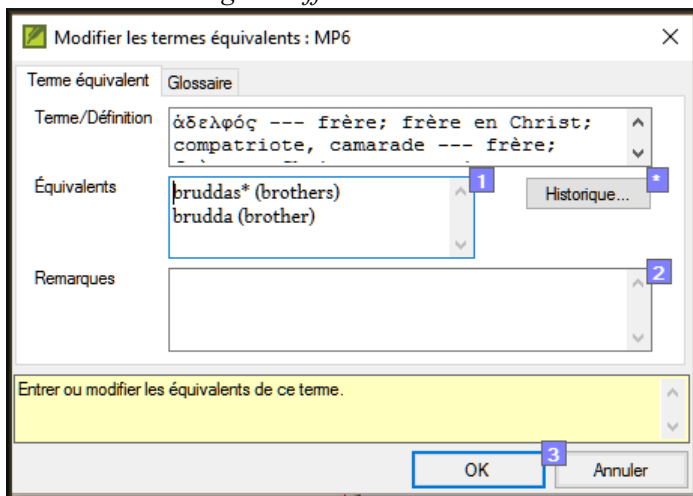 Modifier les termes équivalents : MP6
Terme équivalent Glossaire
Terme/Définition
ἀδελφός --- frère; frère en Christ;
compatriote, camarade --- frère;
Équivalents
bruddas* (brothers)
brudda (brother)
1
Historique...
*
Remarques
2
Entrer ou modifier les équivalents de ce terme.
3
OK
Annuler